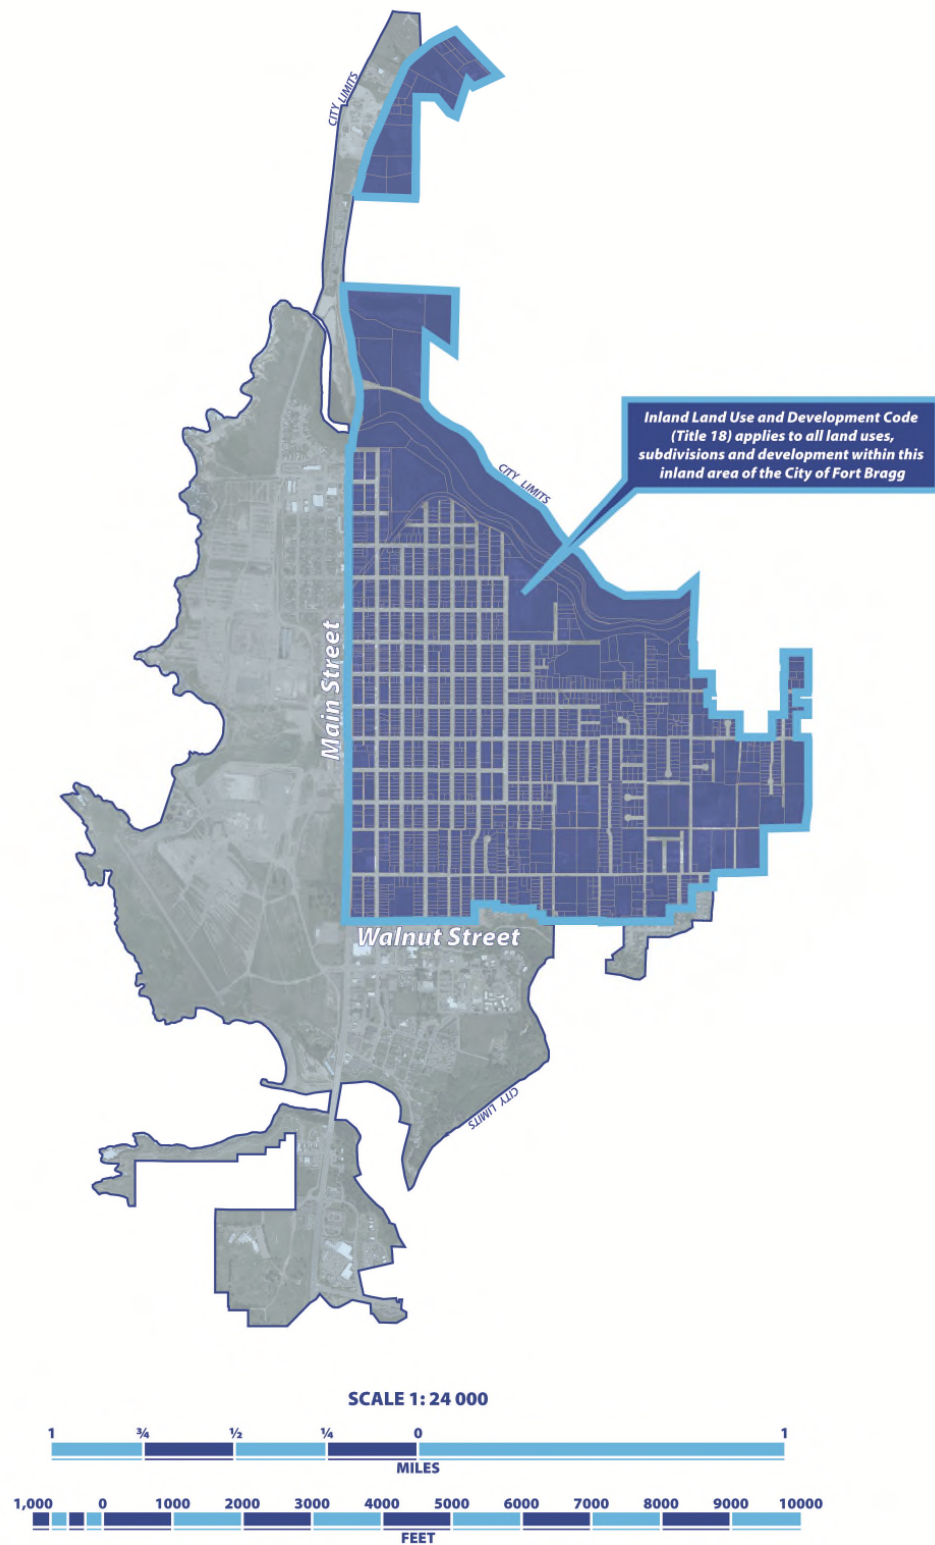 CITY LIMITS
Inland Land Use and Development Code
(Title 18) applies to all land uses,
subdivisions and development within this
inland area of the City of Fort Bragg
CITY LIMITS
Main Street
Walnut Street
CITY LIMITS
SCALE 1: 24 000
1 ¾ ½ ¼ 0 1
MILES
1,000 0 1000 2000 3000 4000 5000 6000 7000 8000 9000 10000
FEET